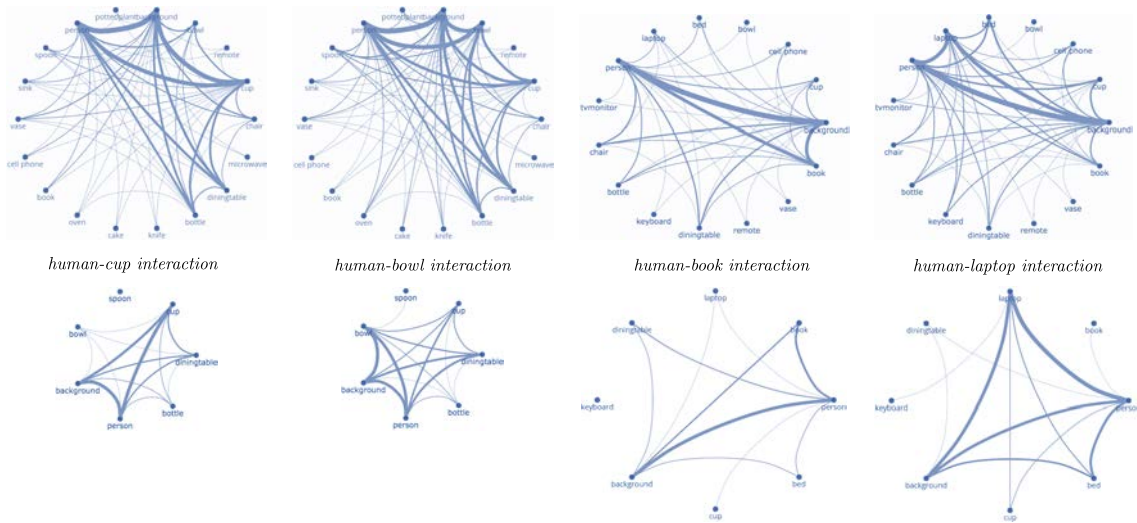 pottedplant background
person
bowl
spoon
remote
sink
cup
vase
chair
cell phone
microwave
book
diningtable
oven
bottle
cake
knife
pottedplant background
person
bowl
spoon
remote
sink
cup
vase
chair
cell phone
microwave
book
diningtable
oven
bottle
cake
knife
bed
laptop
bowl
cell phone
person
cup
tvmonitor
background
chair
book
bottle
vase
keyboard
remote
diningtable
bed
laptop
bowl
cell phone
person
cup
tvmonitor
background
chair
book
bottle
vase
keyboard
remote
diningtable
human-cup interaction
human-bowl interaction
human-book interaction
human-laptop interaction
spoon
cup
bowl
diningtable
background
bottle
person
spoon
cup
bowl
diningtable
background
bottle
person
laptop
diningtable
book
keyboard
person
background
bed
cup
laptop
diningtable
book
keyboard
person
background
bed
cup